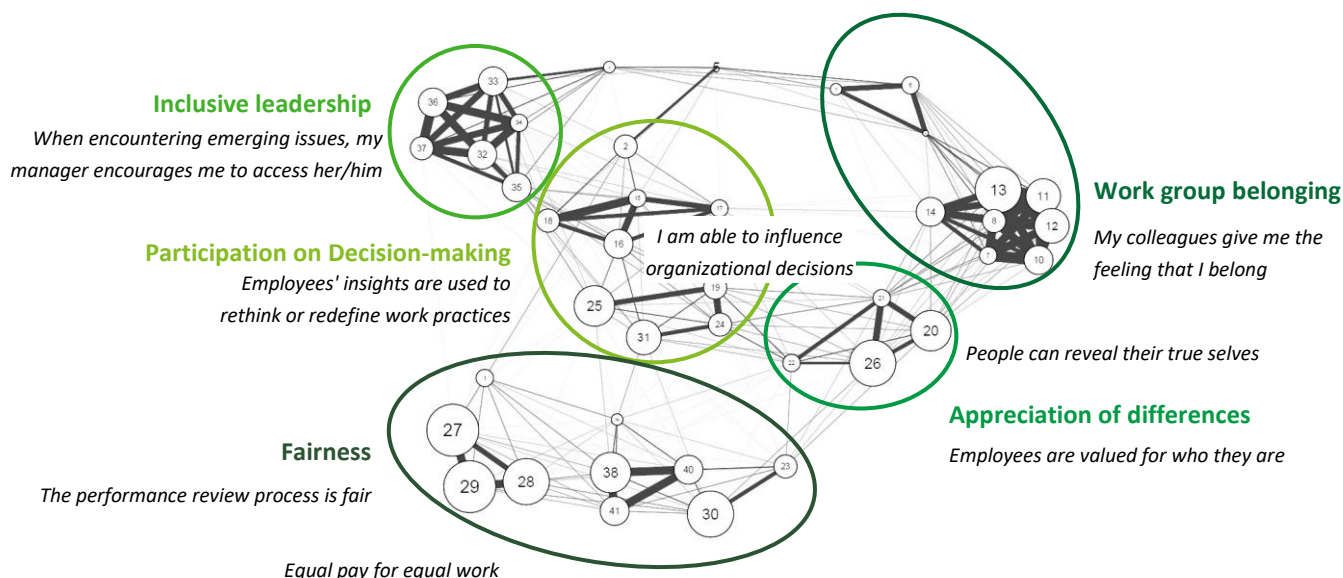 Inclusive leadership
When encountering emerging issues, my
manager encourages me to access her/him
Participation on Decision-making
Employees' insights are used to
rethink or redefine work practices
I am able to influence
organizational decisions
Work group belonging
My colleagues give me the
feeling that I belong
People can reveal their true selves
Appreciation of differences
Employees are valued for who they are
Fairness
The performance review process is fair
Equal pay for equal work
33
36
34
37
32
35
5
2
18
17
16
25
19
24
31
13
11
14
8
12
10
21
20
22
26
27
29
28
38
40
41
30
23